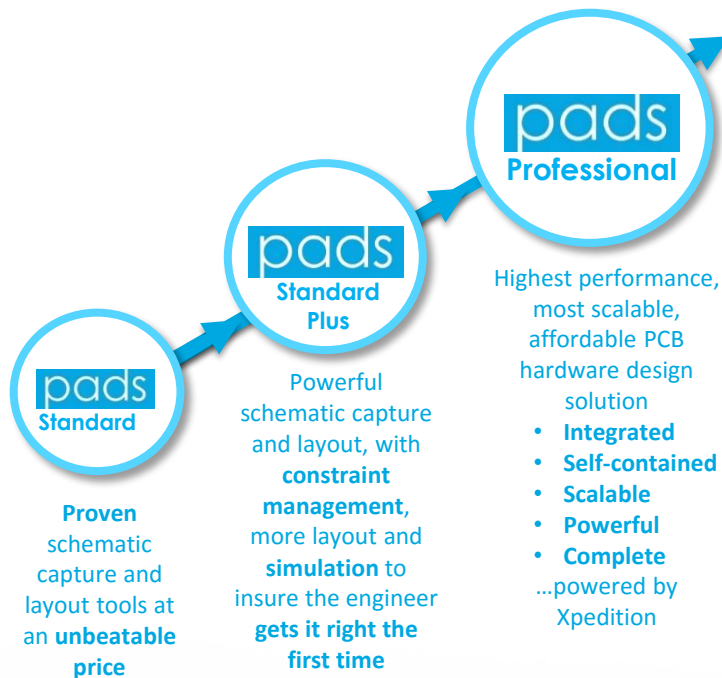 pads
Standard
Proven
schematic
capture and
layout tools at
an unbeatable
price
pads
Standard
Plus
Powerful
schematic capture
and layout, with
constraint
management,
more layout and
simulation to
insure the engineer
gets it right the
first time
pads
Professional
Highest performance,
most scalable,
affordable PCB
hardware design
solution
• Integrated
• Self-contained
• Scalable
• Powerful
• Complete
...powered by
Xpedition